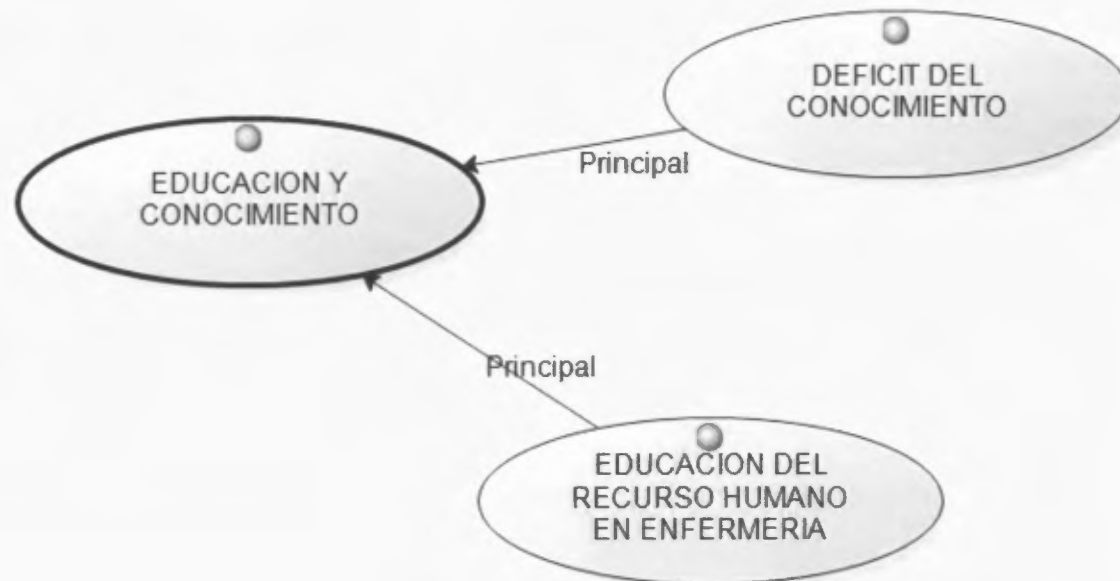 DEFICIT DEL
CONOCIMIENTO
Principal
EDUCACION Y
CONOCIMIENTO
Principal
EDUCACION DEL
RECURSO HUMANO
EN ENFERMERIA